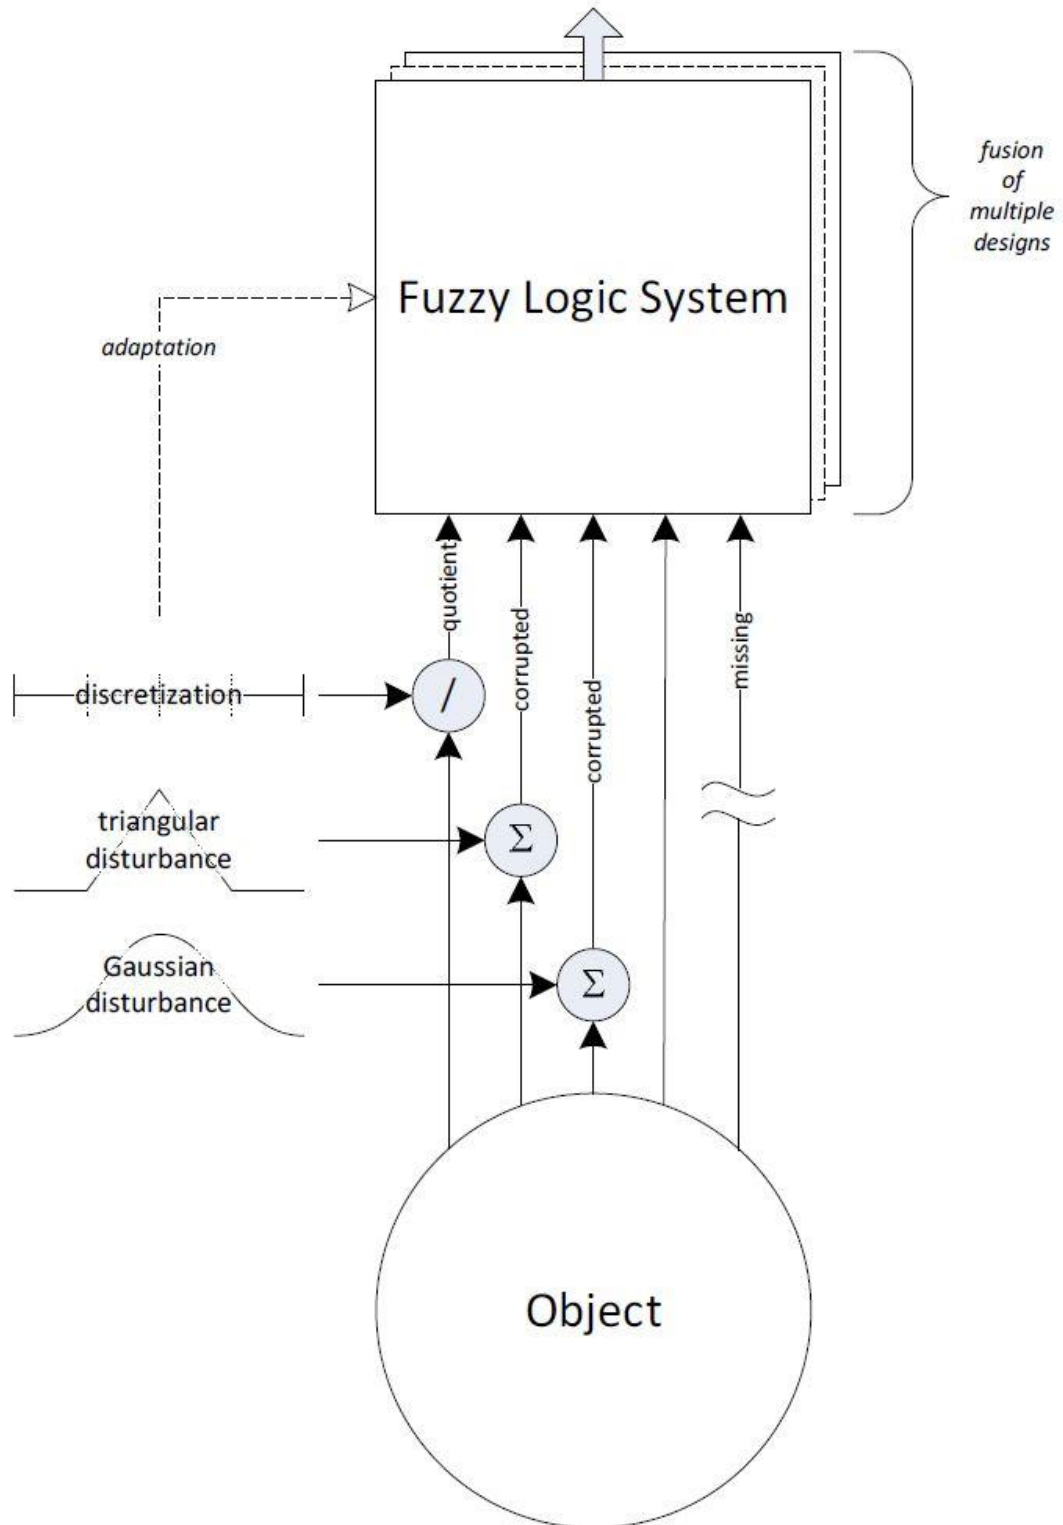 fusion
of
multiple
designs
Fuzzy Logic System
adaptation
quotient
corrupted
corrupted
missing
discretization
/
triangular
disturbance
Σ
Gaussian
disturbance
Σ
Object